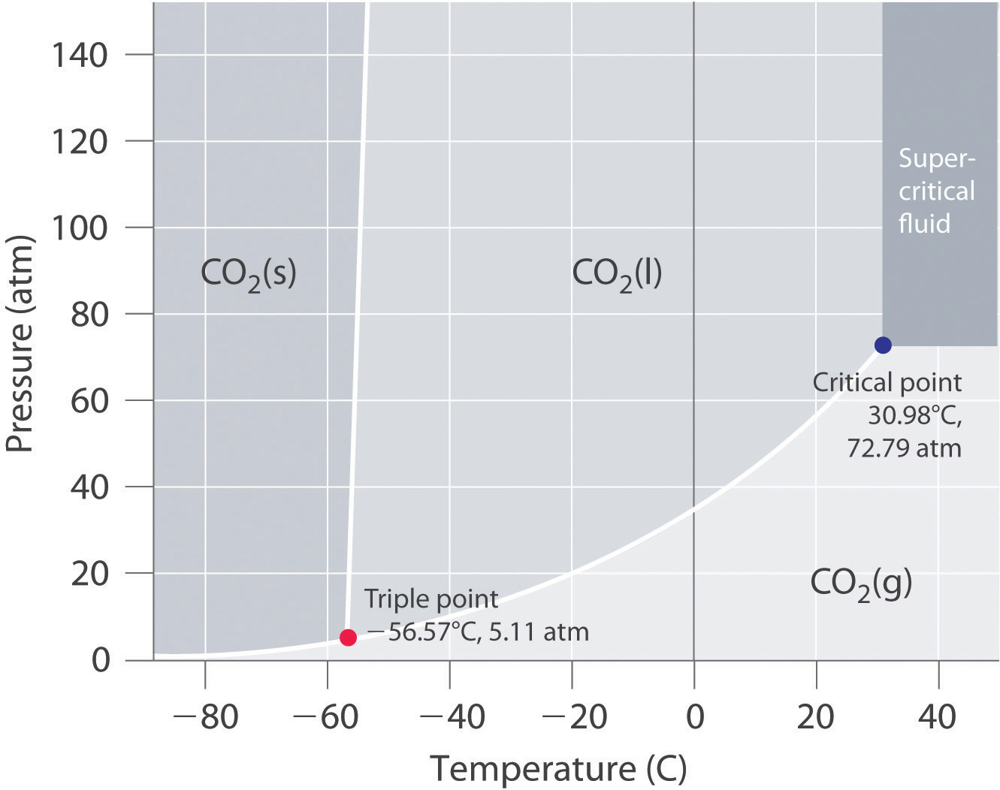 140
120
100
80
60
40
20
0
Pressure (atm)
CO₂(s)
CO₂(l)
Super-
critical
fluid
Critical point
30.98°C,
72.79 atm
CO₂(g)
Triple point
−56.57°C, 5.11 atm
−80 −60 −40 −20 0 20 40
Temperature (C)